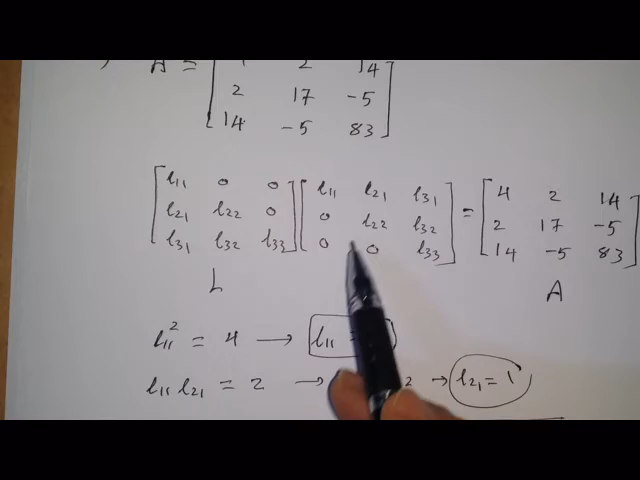 A = [ 2 14
2 17 -5
14 -5 83 ]
[ l11 0 0 ] [ l11 l21 l31 ] = [ 4 2 14 ]
[ l21 l22 0 ] [ 0 l22 l32 ] [ 2 17 -5 ]
[ l31 l32 l33 ] [ 0 0 l33 ] [ 14 -5 83 ]
L A
l11² = 4 → l11
l11 l21 = 2 → 2 → l21 = 1